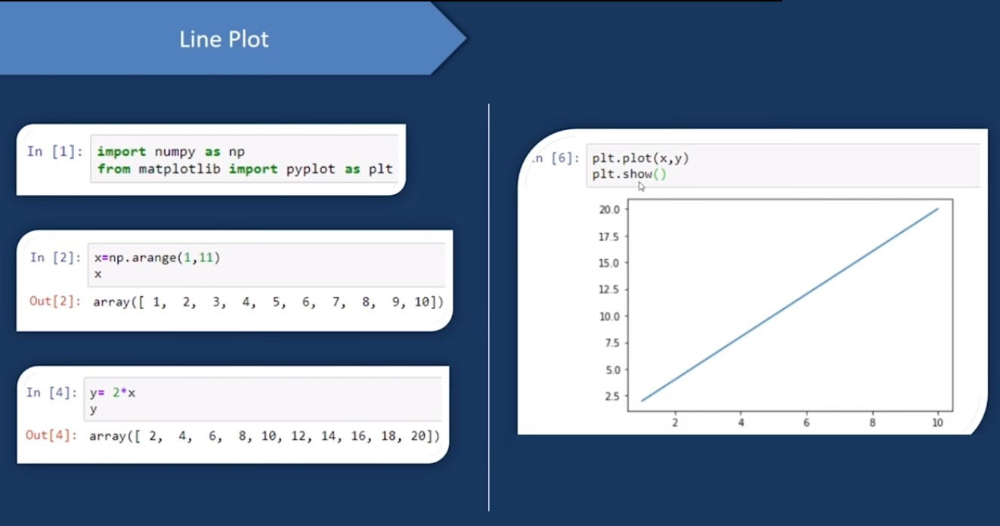 Line Plot
In [1]: import numpy as np
from matplotlib import pyplot as plt
In [2]: x=np.arange(1,11)
x
Out[2]: array([ 1, 2, 3, 4, 5, 6, 7, 8, 9, 10])
In [4]: y= 2*x
y
Out[4]: array([ 2, 4, 6, 8, 10, 12, 14, 16, 18, 20])
n [6]: plt.plot(x,y)
plt.show()
20.0
17.5
15.0
12.5
10.0
7.5
5.0
2.5
2 4 6 8 10